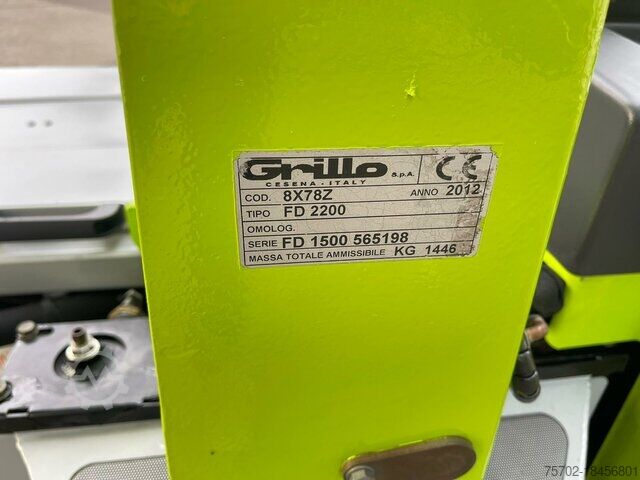 Grillo S.p.A. CE
CESENA - ITALY
COD. 8X78Z ANNO 2012
TIPO FD 2200
OMOLOG.
SERIE FD 1500 565198
MASSA TOTALE AMMISSIBILE KG 1446
75702-18456801